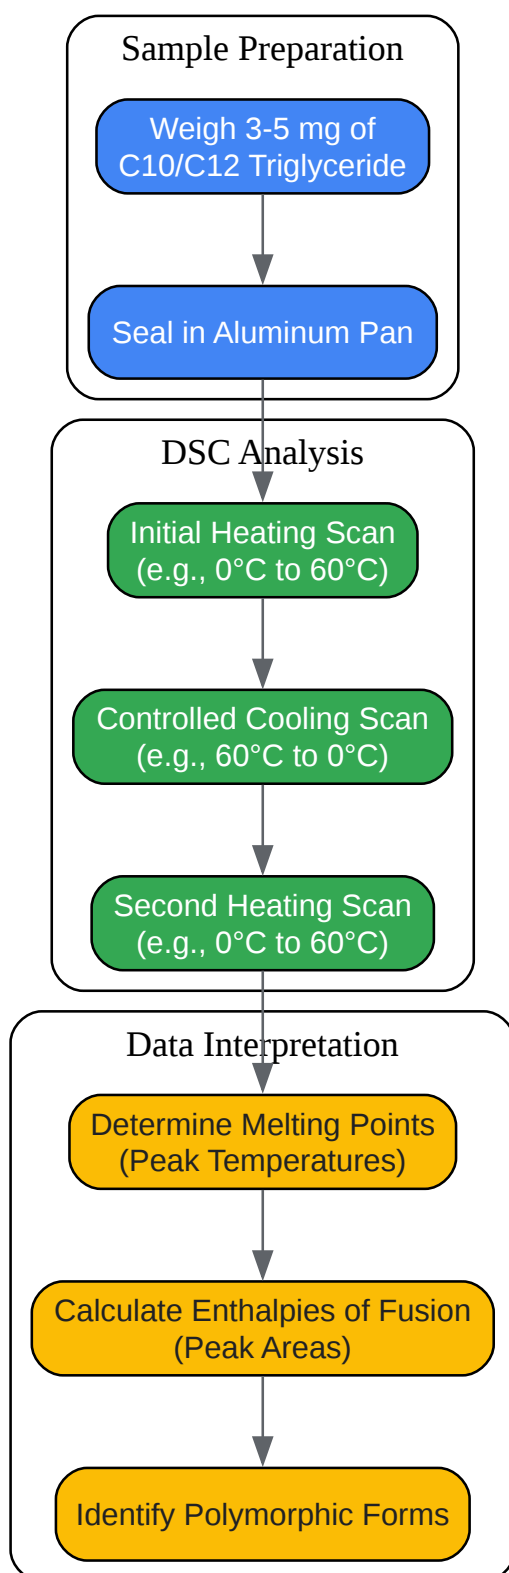 Sample Preparation
Weigh 3-5 mg of
C10/C12 Triglyceride
Seal in Aluminum Pan
DSC Analysis
Initial Heating Scan
(e.g., 0°C to 60°C)
Controlled Cooling Scan
(e.g., 60°C to 0°C)
Second Heating Scan
(e.g., 0°C to 60°C)
Data Interpretation
Determine Melting Points
(Peak Temperatures)
Calculate Enthalpies of Fusion
(Peak Areas)
Identify Polymorphic Forms